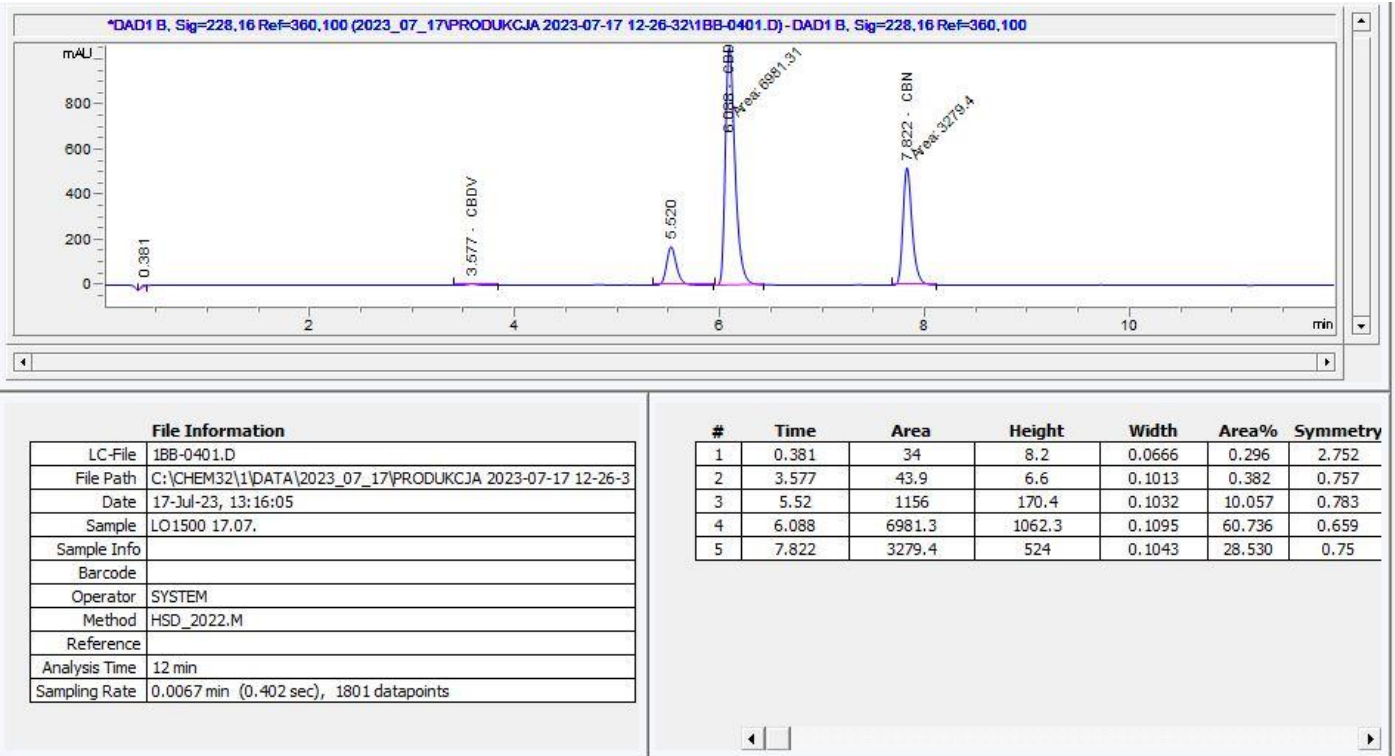 *DAD1 B, Sig=228,16 Ref=360,100 (2023_07_17\PRODUKCJA 2023-07-17 12-26-32\1BB-0401.D) - DAD1 B, Sig=228,16 Ref=360,100
mAU
800
600
400
200
0
0.381
3.577 - CBDV
5.520
6.088 - CBD
Area: 6981.31
7.822 - CBN
Area: 3279.4
2 4 6 8 10 min
File Information
LC-File 1BB-0401.D
File Path C:\CHEM32\1\DATA\2023_07_17\PRODUKCJA 2023-07-17 12-26-3
Date 17-Jul-23, 13:16:05
Sample LO1500 17.07.
Sample Info
Barcode
Operator SYSTEM
Method HSD_2022.M
Reference
Analysis Time 12 min
Sampling Rate 0.0067 min (0.402 sec), 1801 datapoints
# Time Area Height Width Area% Symmetry
1 0.381 34 8.2 0.0666 0.296 2.752
2 3.577 43.9 6.6 0.1013 0.382 0.757
3 5.52 1156 170.4 0.1032 10.057 0.783
4 6.088 6981.3 1062.3 0.1095 60.736 0.659
5 7.822 3279.4 524 0.1043 28.530 0.75